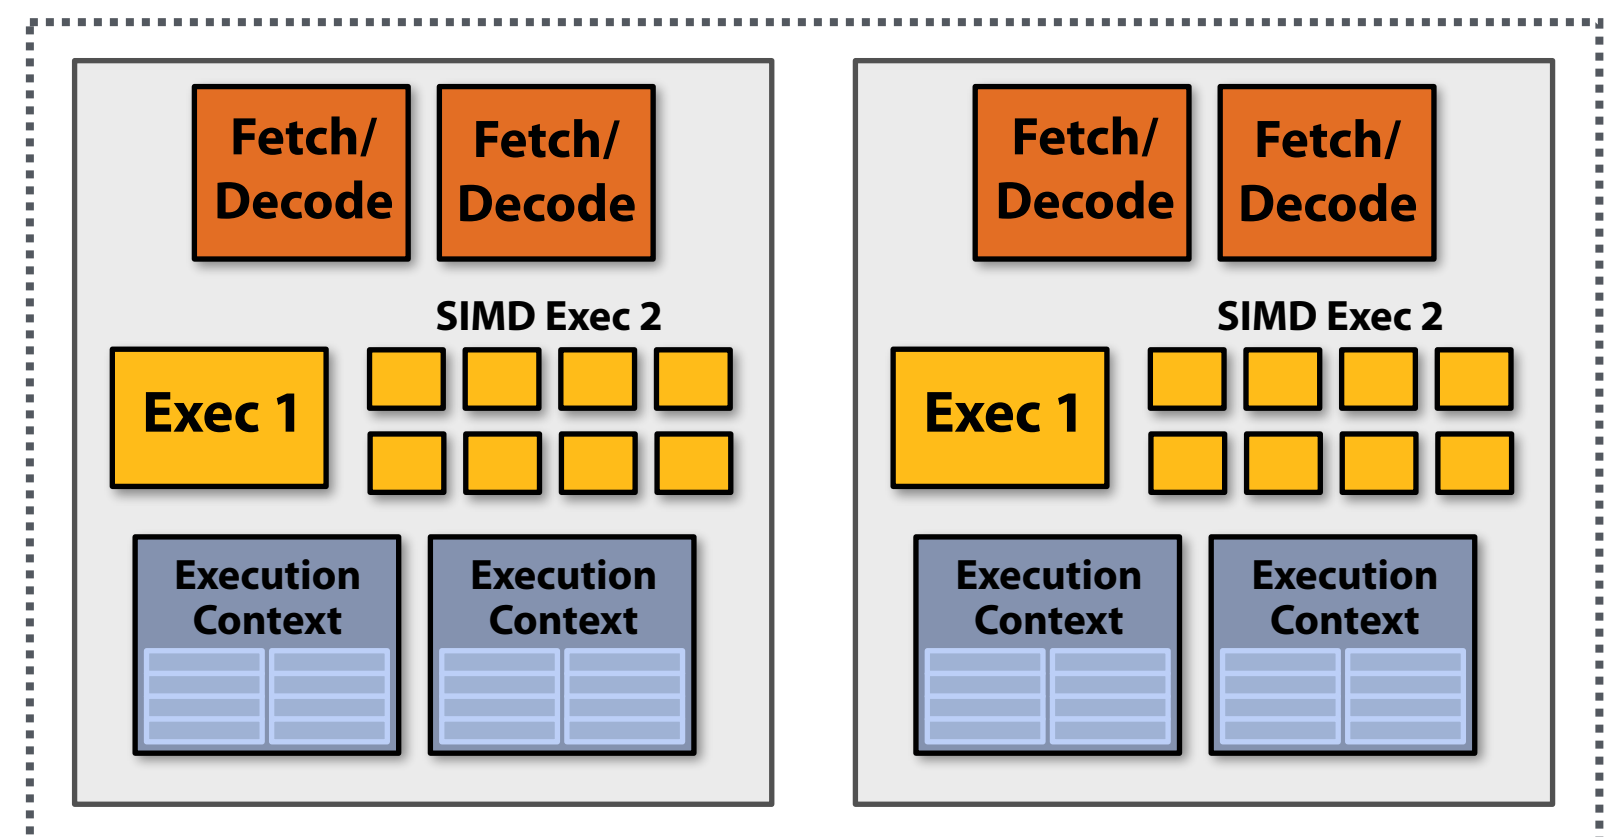 Fetch/
Decode
Fetch/
Decode
SIMD Exec 2
Exec 1
Execution
Context
Execution
Context
Fetch/
Decode
Fetch/
Decode
SIMD Exec 2
Exec 1
Execution
Context
Execution
Context